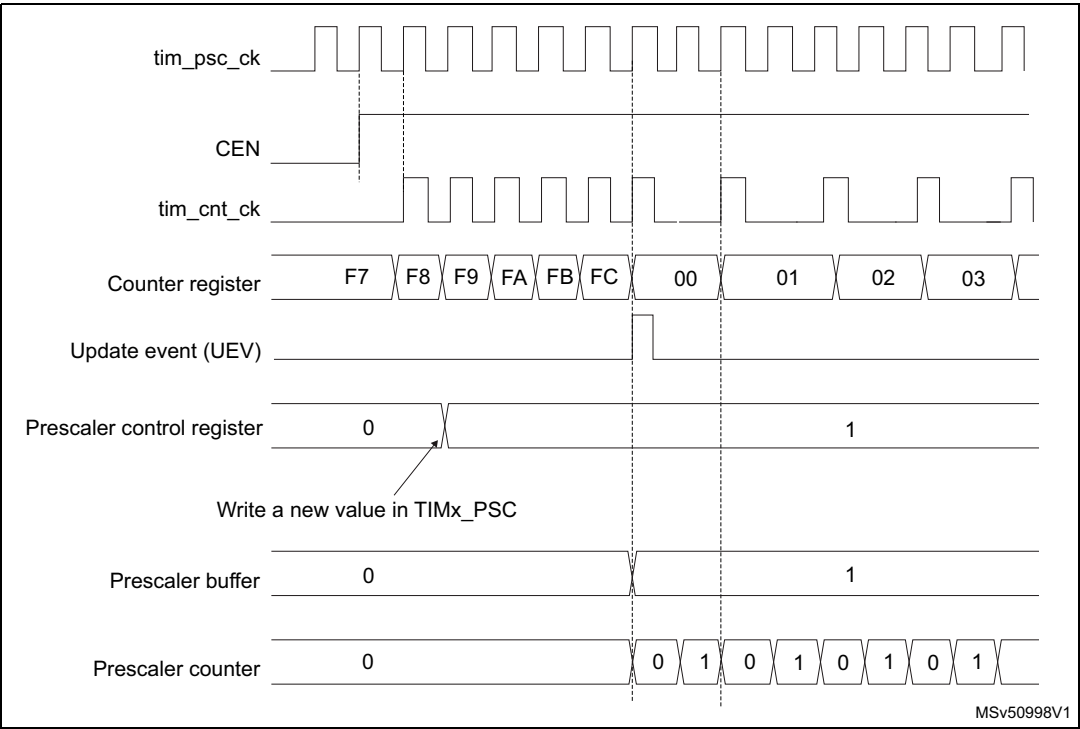 tim_psc_ck
CEN
tim_cnt_ck
Counter register F7 F8 F9 FA FB FC 00 01 02 03
Update event (UEV)
Prescaler control register 0 1
Write a new value in TIMx_PSC
Prescaler buffer 0 1
Prescaler counter 0 0 1 0 1 0 1 0 1
MSv50998V1